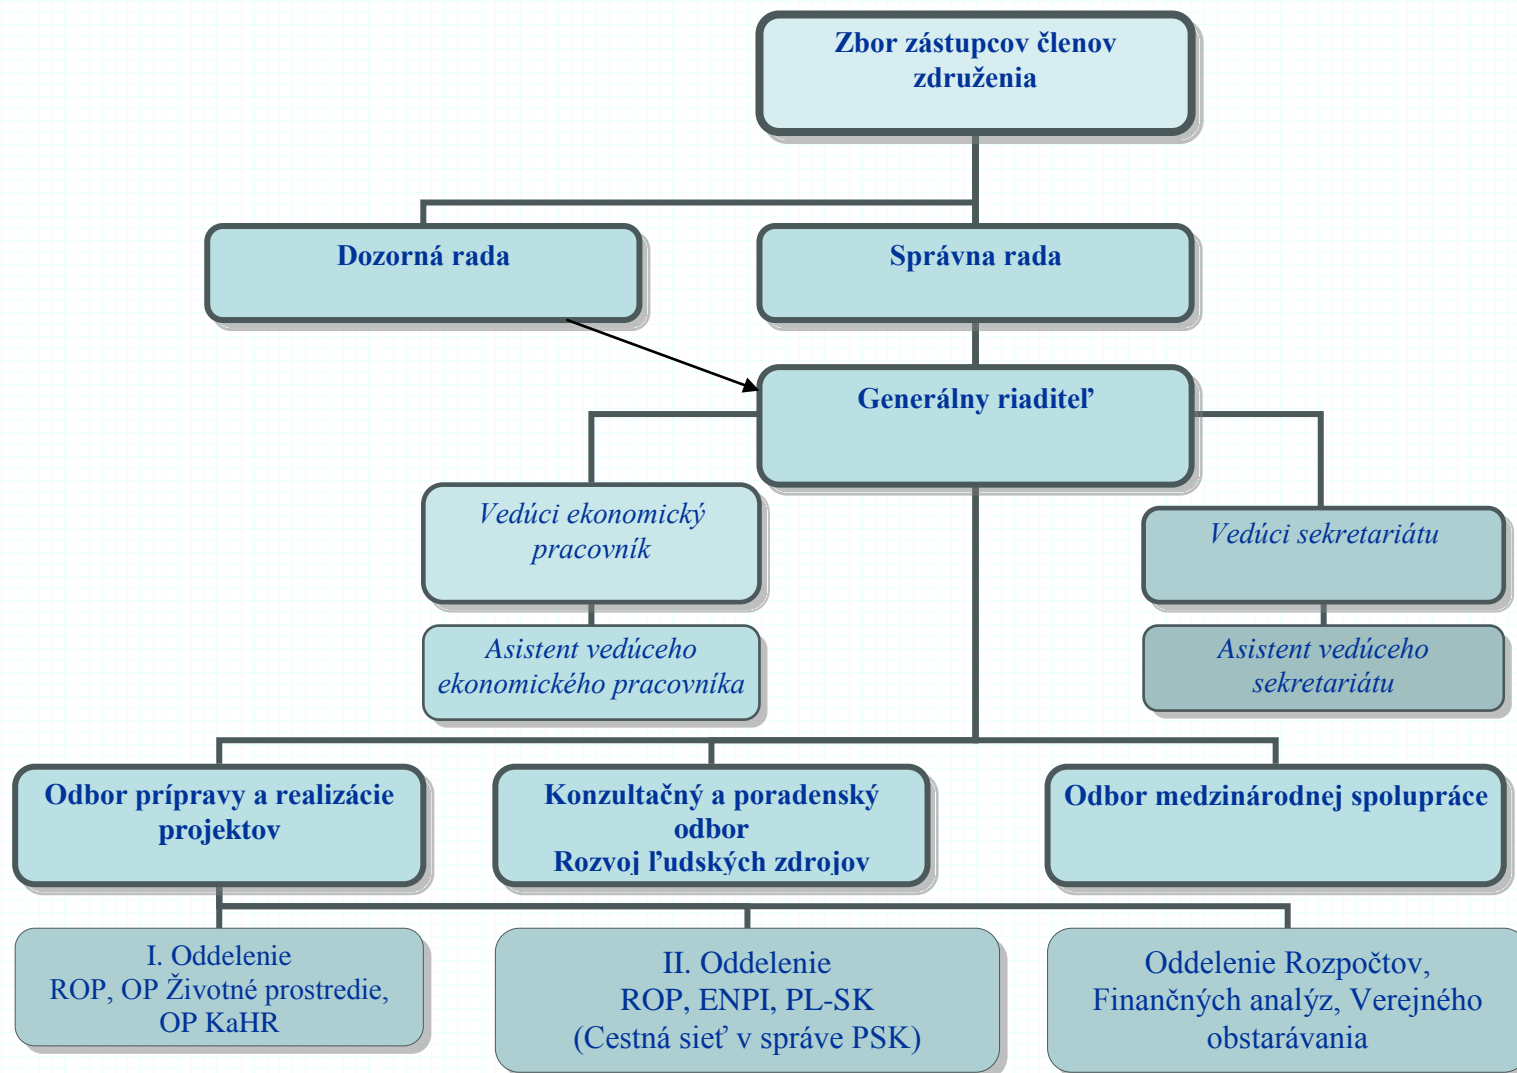 Zbor zástupcov členov
združenia
Dozorná rada
Správna rada
Generálny riaditeľ
Vedúci ekonomický
pracovník
Vedúci sekretariátu
Asistent vedúceho
ekonomického pracovníka
Asistent vedúceho
sekretariátu
Odbor prípravy a realizácie
projektov
Konzultačný a poradenský
odbor
Rozvoj ľudských zdrojov
Odbor medzinárodnej spolupráce
I. Oddelenie
ROP, OP Životné prostredie,
OP KaHR
II. Oddelenie
ROP, ENPI, PL-SK
(Cestná sieť v správe PSK)
Oddelenie Rozpočtov,
Finančných analýz, Verejného
obstarávania